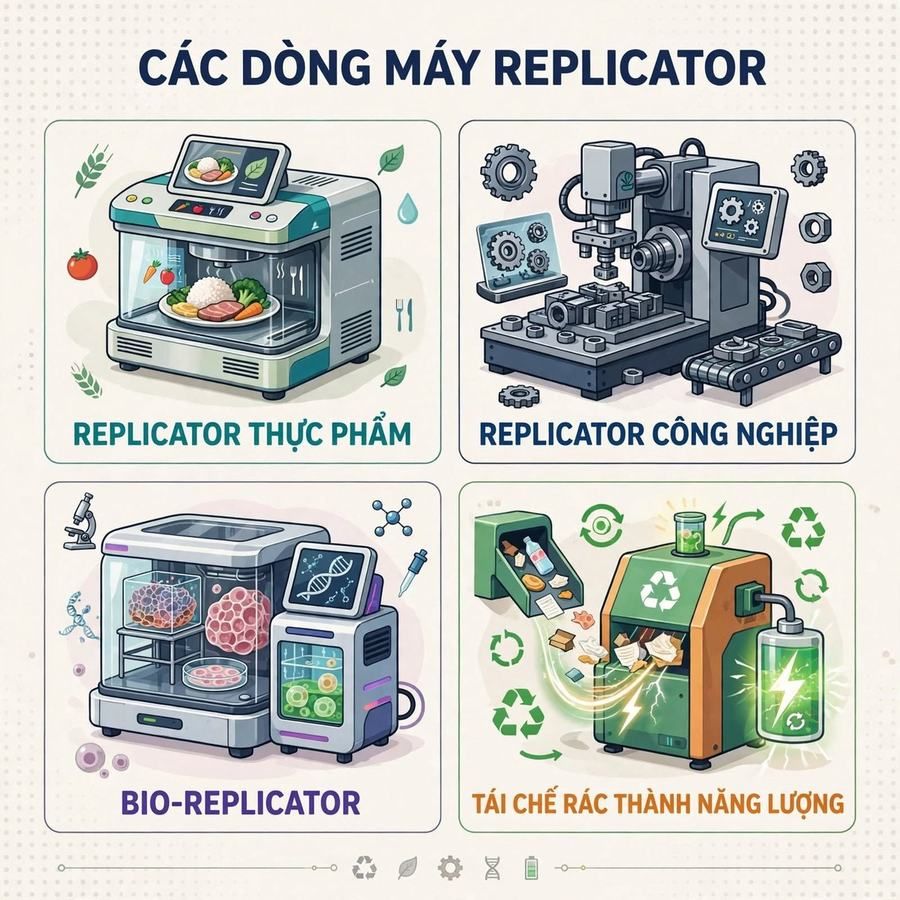 CÁC DÒNG MÁY REPLICATOR
REPLICATOR THỰC PHẨM
REPLICATOR CÔNG NGHIỆP
BIO-REPLICATOR
TÁI CHẾ RÁC THÀNH NĂNG LƯỢNG